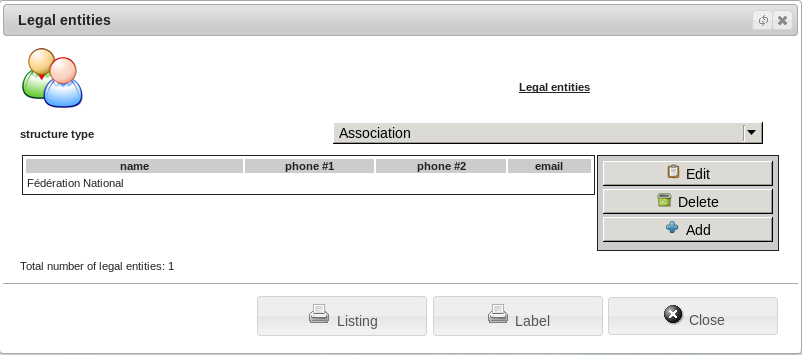 Legal entities
Legal entities
structure type
Association
name phone #1 phone #2 email
Fédération National
Edit
Delete
Add
Total number of legal entities: 1
Listing
Label
Close